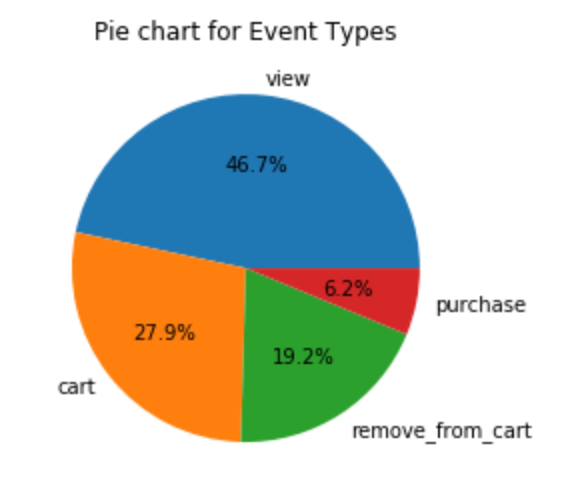 Pie chart for Event Types
view
46.7%
6.2%
purchase
27.9%
19.2%
cart
remove_from_cart